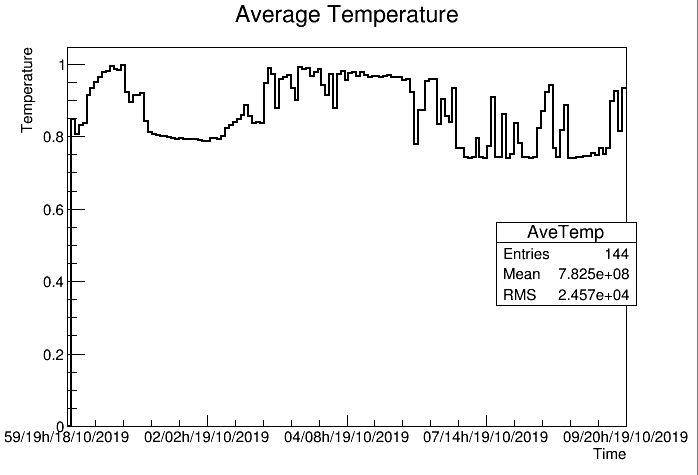 Average Temperature
Temperature
1
0.8
0.6
0.4
0.2
0
59/19h/18/10/2019 02/02h/19/10/2019 04/08h/19/10/2019 07/14h/19/10/2019 09/20h/19/10/2019
Time
AveTemp
Entries 144
Mean 7.825e+08
RMS 2.457e+04